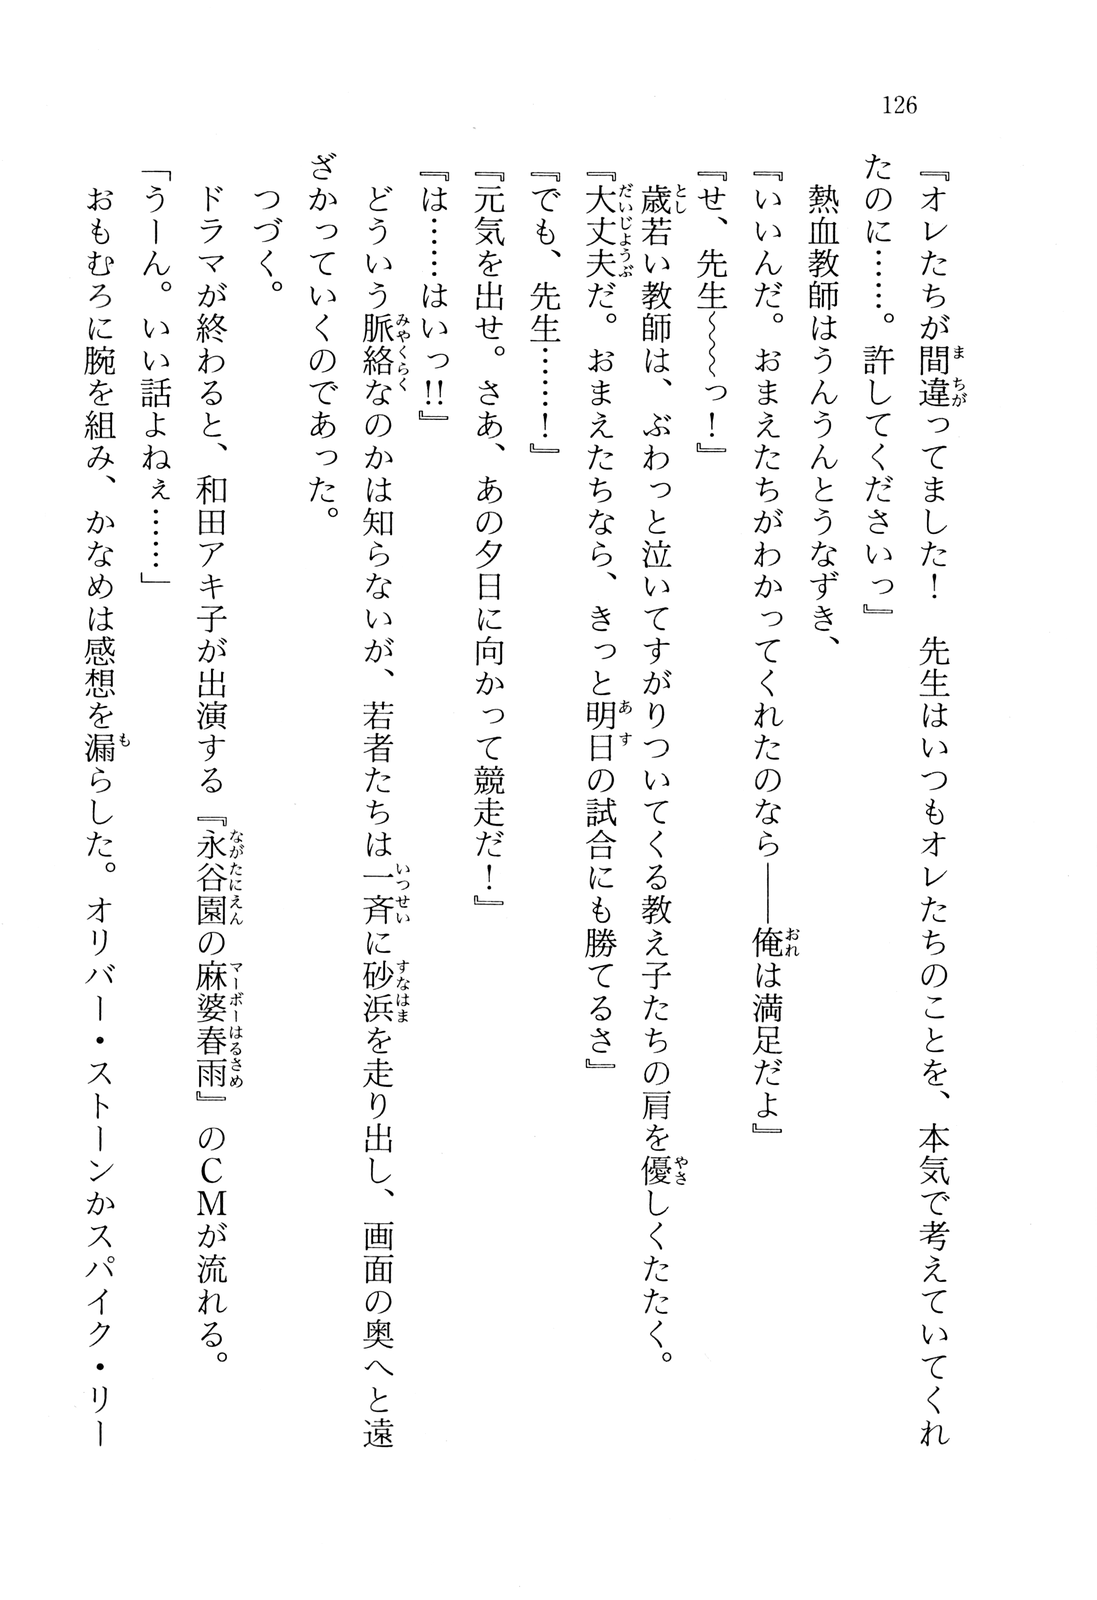 126
『オレたちが間違ってました！　先生はいつもオレたちのことを、本気で考えていてくれ
たのに……。許してくださいっ』
熱血教師はうんうんとうなずき、
『いいんだ。おまえたちがわかってくれたのなら――俺は満足だよ』
『せ、先生～～～っ！』
歳若い教師は、ぶわっと泣いてすがりついてくる教え子たちの肩を優しくたたく。
『大丈夫だ。おまえたちなら、きっと明日の試合にも勝てるさ』
『でも、先生……！』
『元気を出せ。さあ、あの夕日に向かって競走だ！』
『は……はいっ!!』
どういう脈絡なのかは知らないが、若者たちは一斉に砂浜を走り出し、画面の奥へと遠
ざかっていくのであった。
つづく。
ドラマが終わると、和田アキ子が出演する『永谷園の麻婆春雨』のＣＭが流れる。
「うーん。いい話よねぇ……」
おもむろに腕を組み、かなめは感想を漏らした。オリバー・ストーンかスパイク・リー